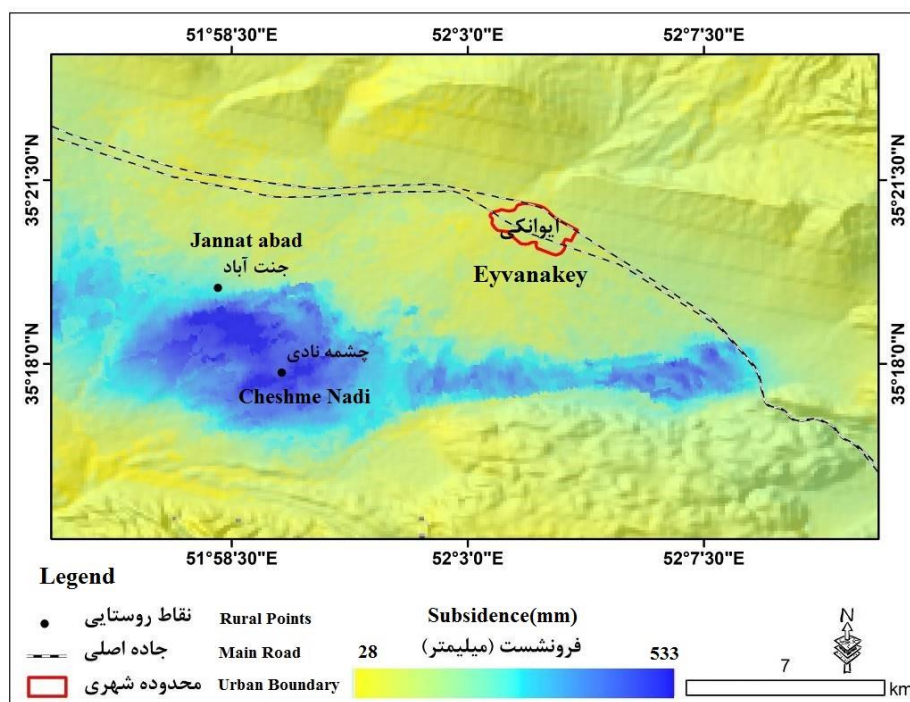 51°58'30"E 52°3'30"E 52°7'30"E
35°21'30"N
35°21'30"N
ایوانکی
Eyvanakey
Jannat abad
جنت آباد
35°18'0"N
35°18'0"N
چشمه نادی
Cheshme Nadi
51°58'30"E 52°3'30"E 52°7'30"E
Legend
نقاط روستایی Rural Points
جاده اصلی Main Road
محدوده شهری Urban Boundary
Subsidence(mm)
فرونشست (میلیمتر)
28 533
N
7
km